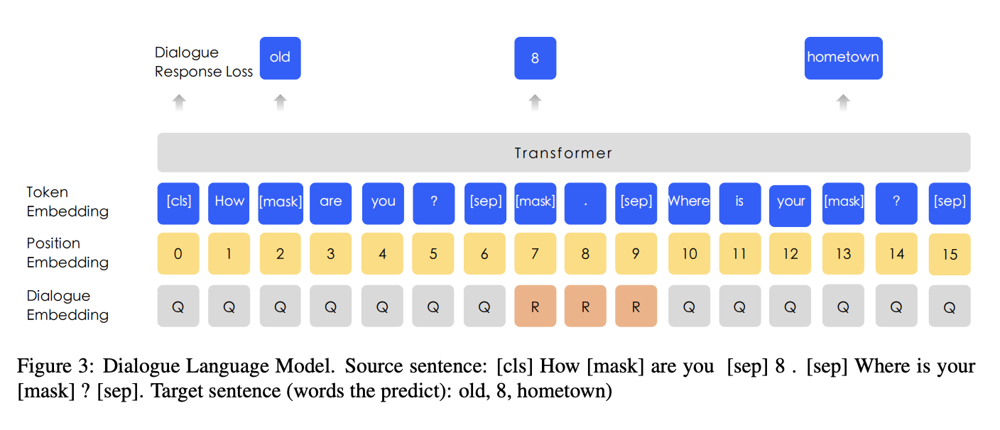 Dialogue
Response Loss
old 8 hometown
Transformer
Token
Embedding
[cls] How [mask] are you ? [sep] [mask] . [sep] Where is your [mask] ? [sep]
Position
Embedding
0 1 2 3 4 5 6 7 8 9 10 11 12 13 14 15
Dialogue
Embedding
Q Q Q Q Q Q Q R R R Q Q Q Q Q Q
Figure 3: Dialogue Language Model. Source sentence: [cls] How [mask] are you [sep] 8 . [sep] Where is your
[mask] ? [sep]. Target sentence (words the predict): old, 8, hometown)